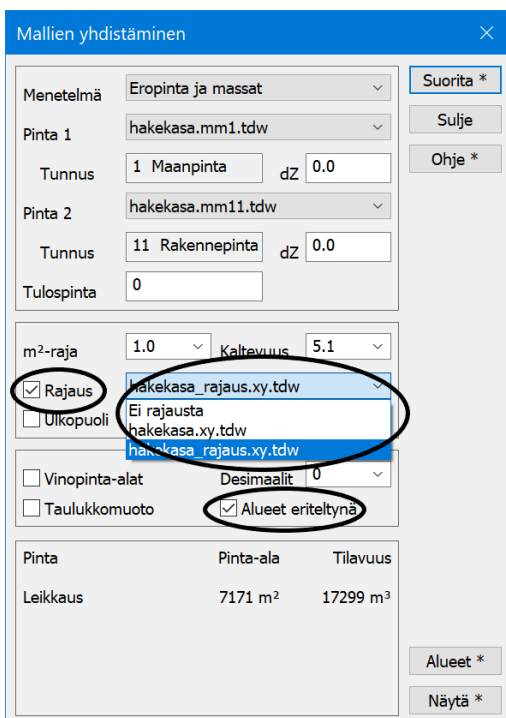 Mallien yhdistäminen
Menetelmä Eropinta ja massat Suorita *
Pinta 1 hakekasa.mm1.tdw Sulje
Tunnus 1 Maanpinta dZ 0.0 Ohje *
Pinta 2 hakekasa.mm11.tdw
Tunnus 11 Rakennepinta dZ 0.0
Tulospinta 0
m²-raja 1.0 Kaltevuus 5.1
Rajaus hakekasa_rajaus.xy.tdw
Ulkopuoli Ei rajausta
hakekasa.xy.tdw
hakekasa_rajaus.xy.tdw
Vinopinta-alat Desimaalit 0
Taulukkomuoto Alueet eriteltynä
Pinta Pinta-ala Tilavuus
Leikkaus 7171 m² 17299 m³
Alueet *
Näytä *